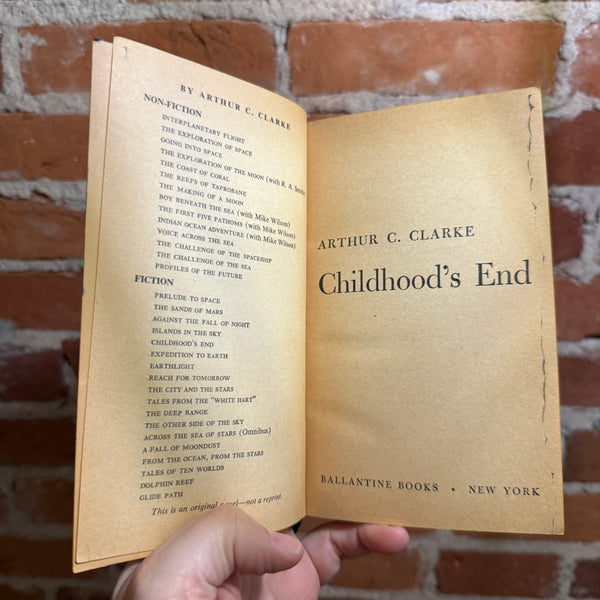 BY ARTHUR C. CLARKE
NON-FICTION
INTERPLANETARY FLIGHT
THE EXPLORATION OF SPACE
GOING INTO SPACE
THE EXPLORATION OF THE MOON (with R. A. Smith)
THE COAST OF CORAL
THE REEFS OF TAPROBANE
THE MAKING OF A MOON
BOY BENEATH THE SEA (with Mike Wilson)
THE FIRST FIVE FATHOMS (with Mike Wilson)
INDIAN OCEAN ADVENTURE (with Mike Wilson)
VOICE ACROSS THE SEA
THE CHALLENGE OF THE SPACESHIP
THE CHALLENGE OF THE SEA
PROFILES OF THE FUTURE
FICTION
PRELUDE TO SPACE
THE SANDS OF MARS
AGAINST THE FALL OF NIGHT
ISLANDS IN THE SKY
CHILDHOOD'S END
EXPEDITION TO EARTH
EARTHLIGHT
REACH FOR TOMORROW
THE CITY AND THE STARS
TALES FROM THE "WHITE HART"
THE DEEP RANGE
THE OTHER SIDE OF THE SKY
ACROSS THE SEA OF STARS (Omnibus)
A FALL OF MOONDUST
FROM THE OCEAN, FROM THE STARS
TALES OF TEN WORLDS
DOLPHIN REEF
GLIDE PATH
This is an original novel—not a reprint.
ARTHUR C. CLARKE
Childhood's End
BALLANTINE BOOKS • NEW YORK